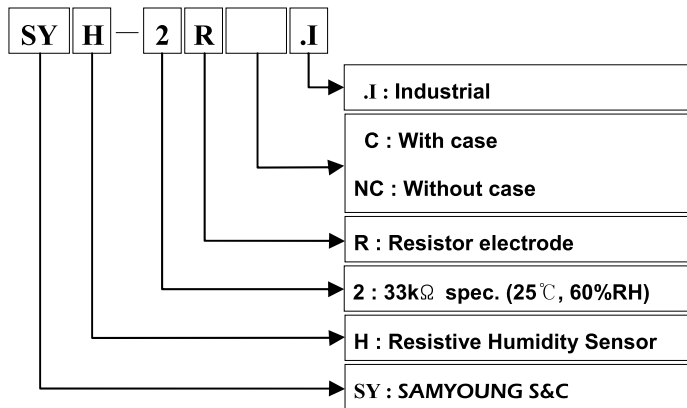 SY H — 2 R .I
.I : Industrial
C : With case
NC : Without case
R : Resistor electrode
2 : 33kΩ spec. (25℃, 60%RH)
H : Resistive Humidity Sensor
SY : SAMYOUNG S&C